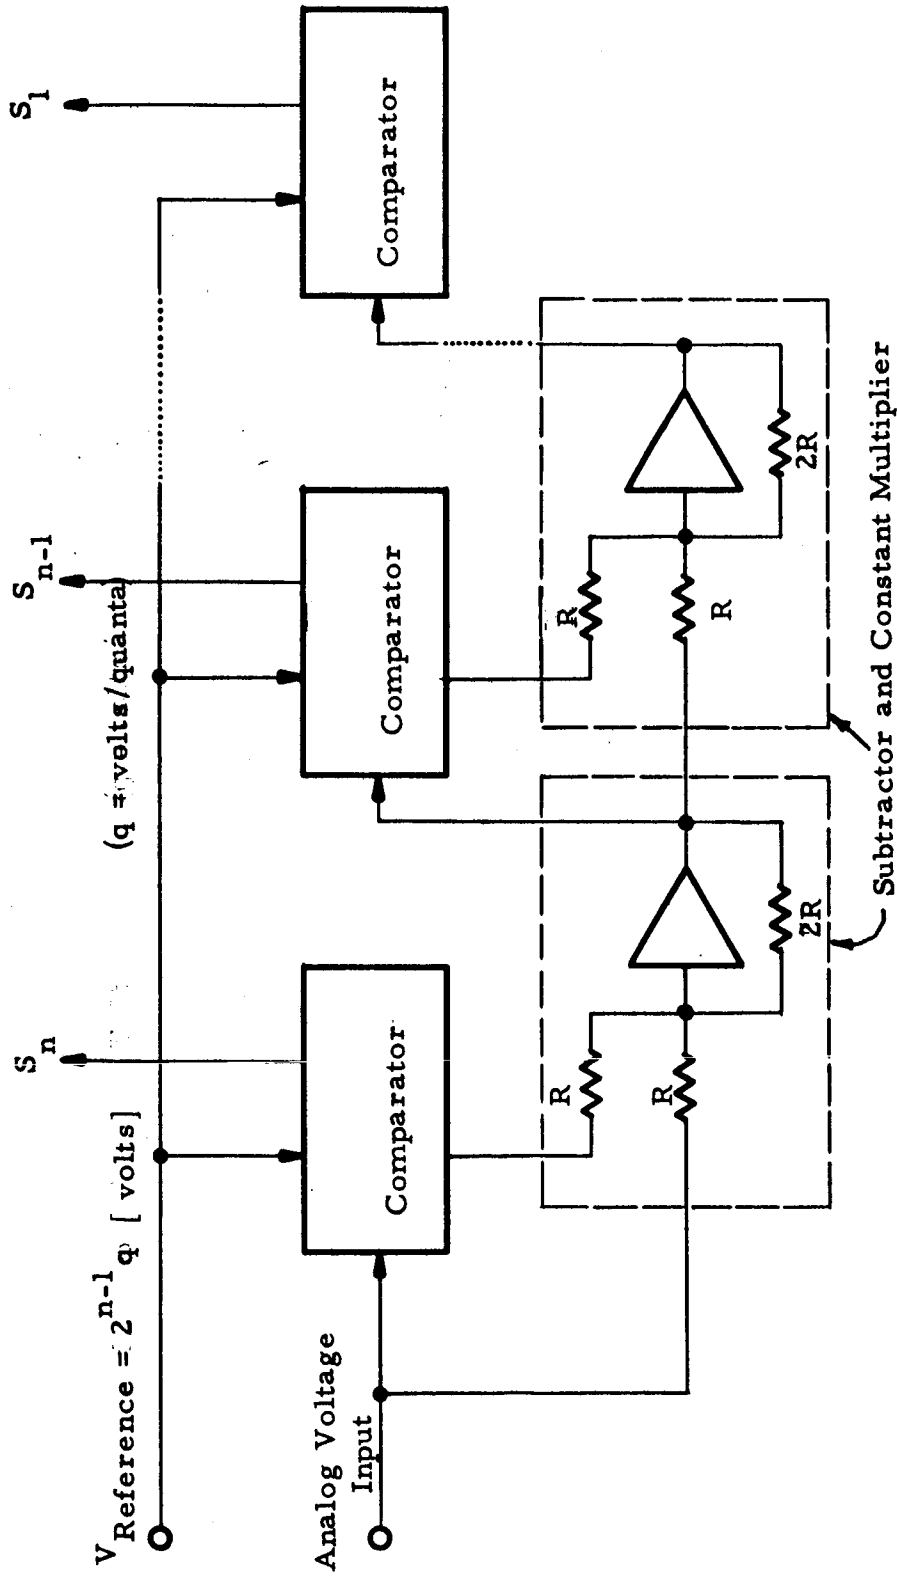 V Reference = 2^n-1 q [volts]
(q = volts/quanta)
S n
S n-1
S 1
Analog Voltage
Input
Comparator
Comparator
Comparator
R
R
2R
R
R
2R
Subtractor and Constant Multiplier